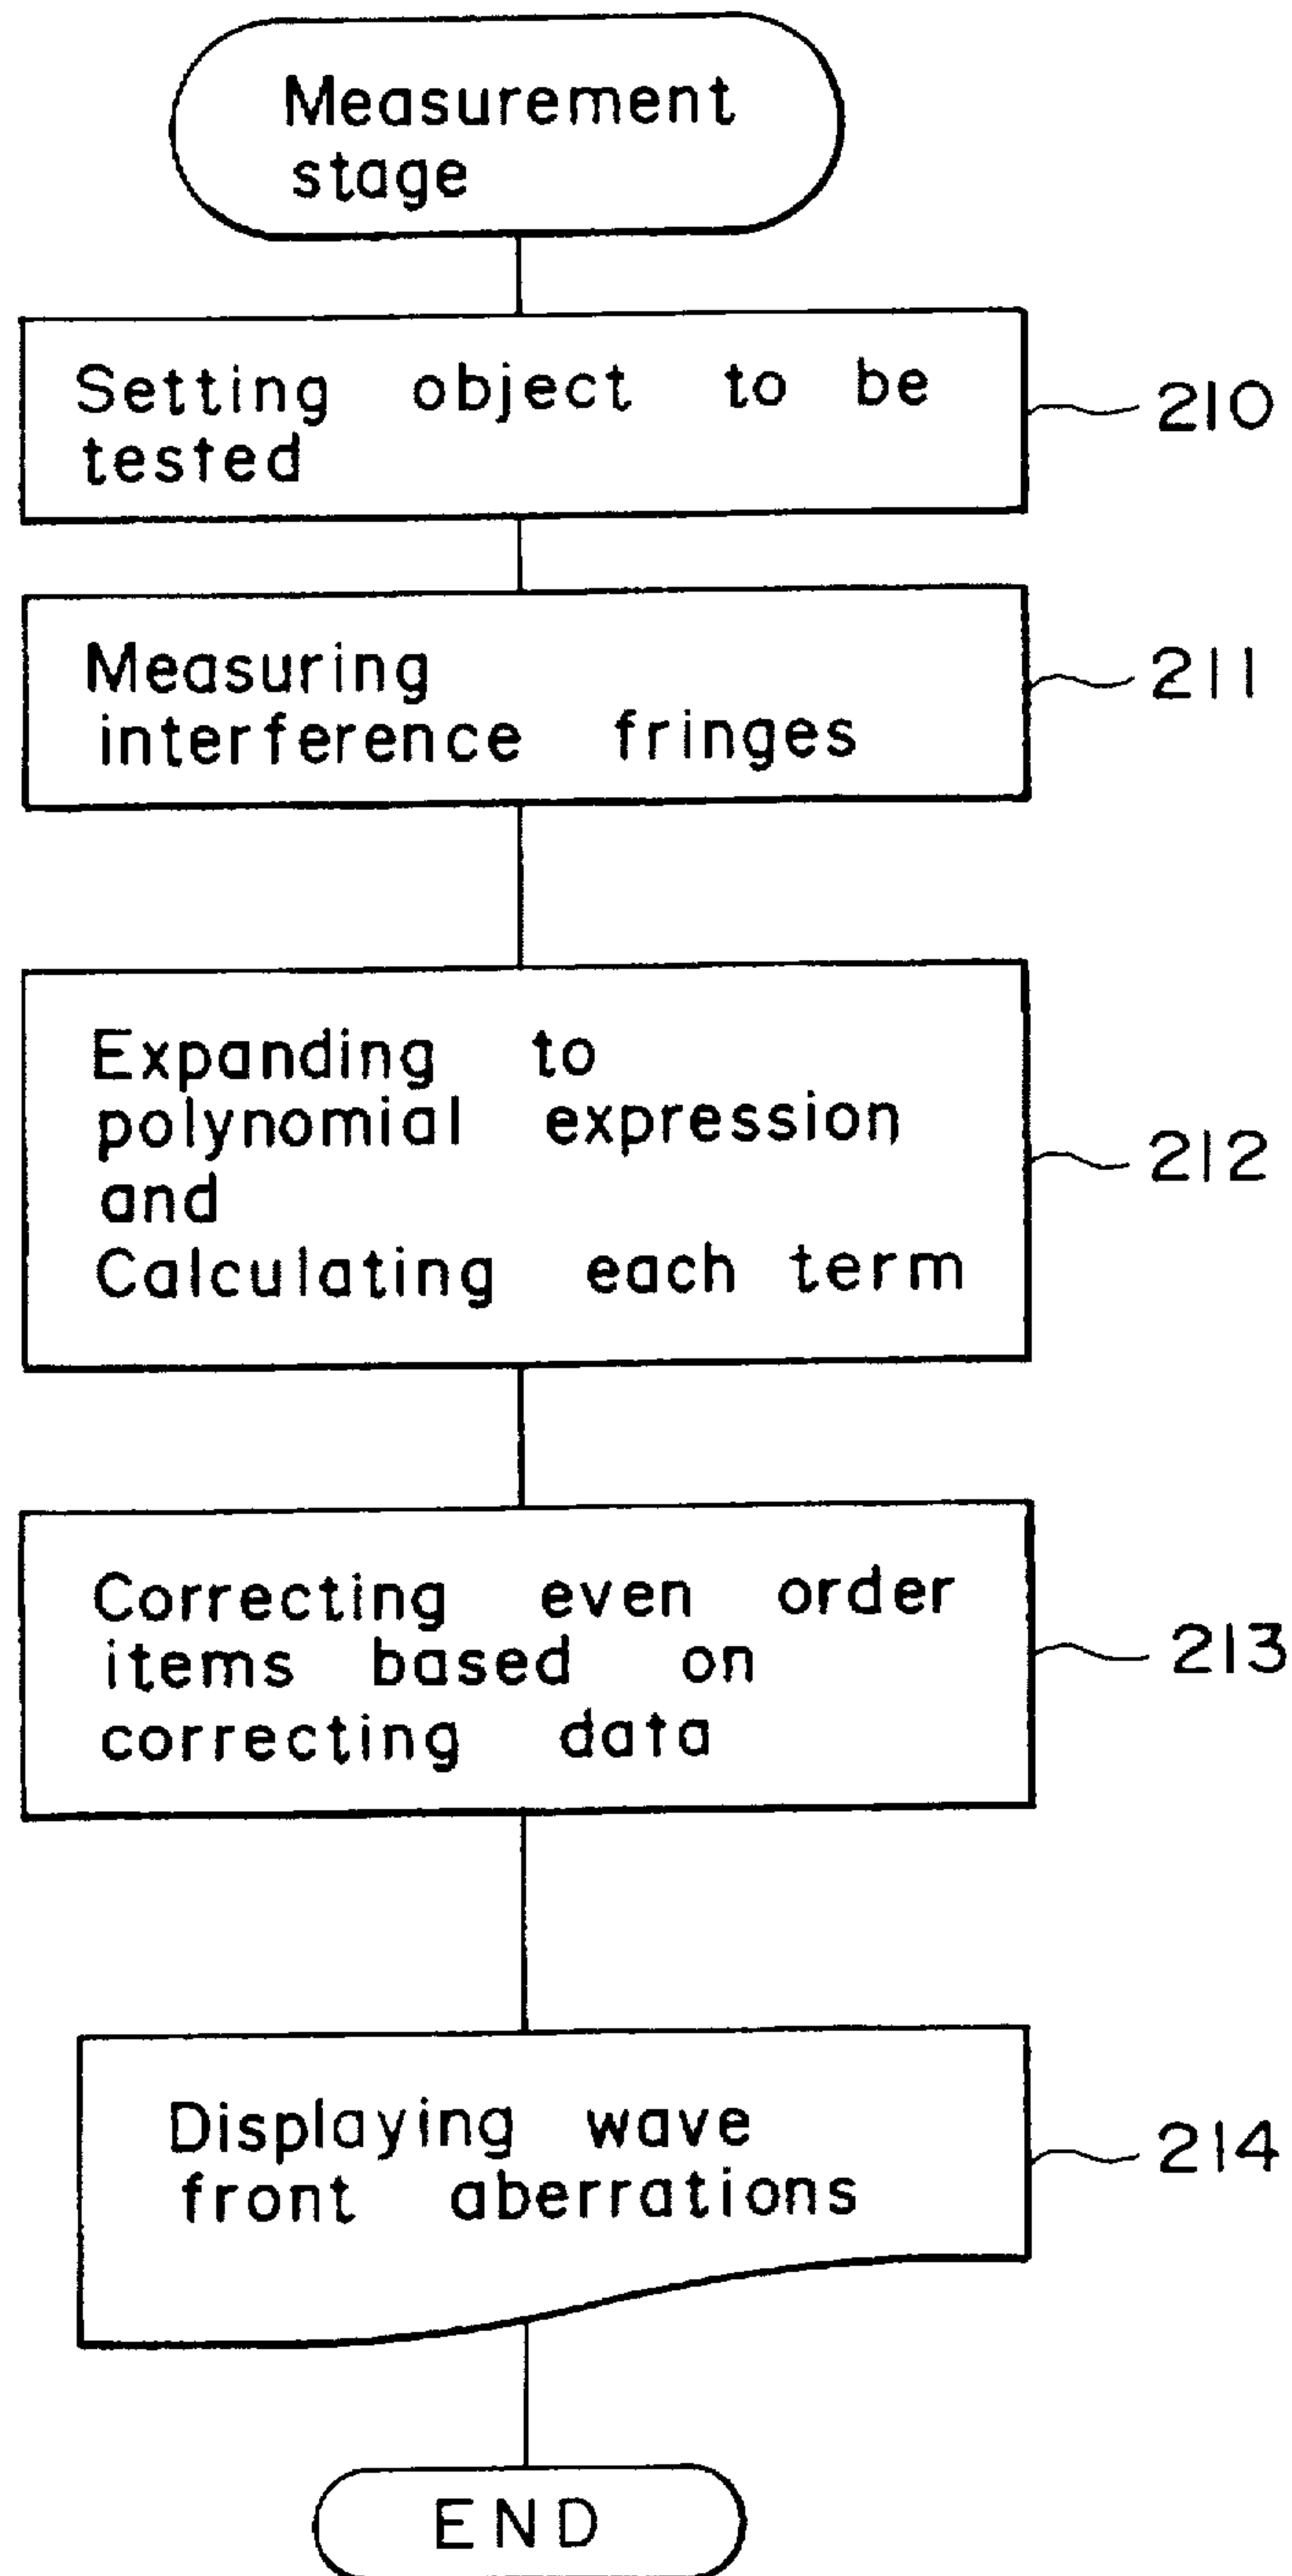 Measurement
stage
Setting object to be
tested
210
Measuring
interference fringes
211
Expanding to
polynomial expression
and
Calculating each term
212
Correcting even order
items based on
correcting data
213
Displaying wave
front aberrations
214
END